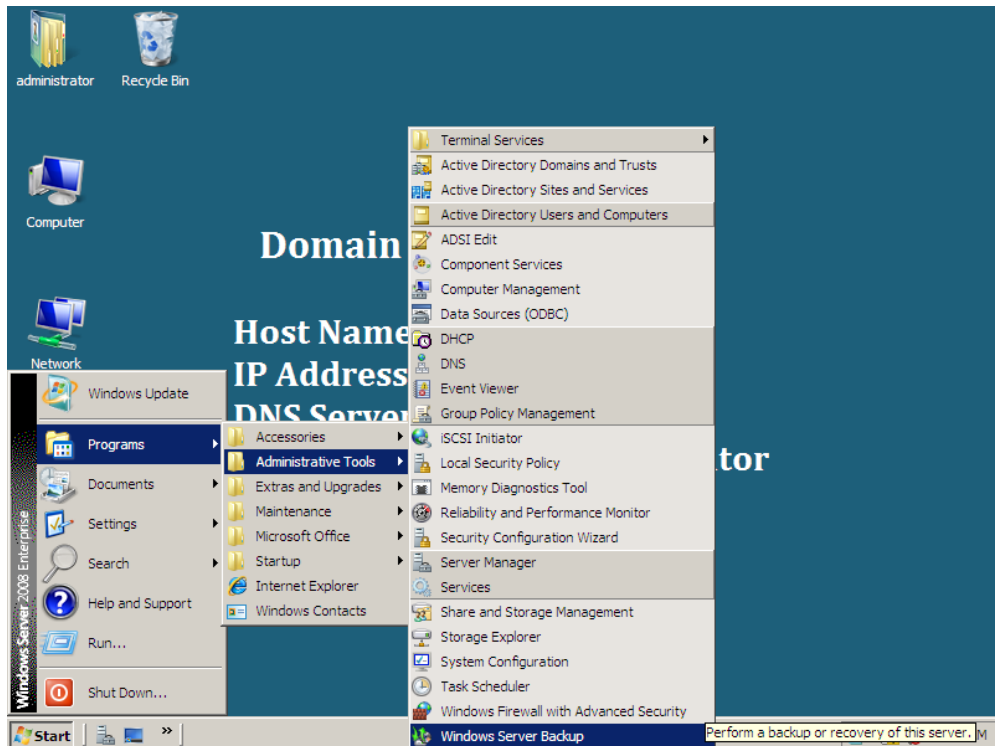 administrator
Recycle Bin
Computer
Network
Domain
Host Name
IP Address
DNS Server
tor
Windows Server 2008 Enterprise
Windows Update
Programs
Documents
Settings
Search
Help and Support
Run...
Shut Down...
Accessories
Administrative Tools
Extras and Upgrades
Maintenance
Microsoft Office
Startup
Internet Explorer
Windows Contacts
Terminal Services
Active Directory Domains and Trusts
Active Directory Sites and Services
Active Directory Users and Computers
ADSI Edit
Component Services
Computer Management
Data Sources (ODBC)
DHCP
DNS
Event Viewer
Group Policy Management
iSCSI Initiator
Local Security Policy
Memory Diagnostics Tool
Reliability and Performance Monitor
Security Configuration Wizard
Server Manager
Services
Share and Storage Management
Storage Explorer
System Configuration
Task Scheduler
Windows Firewall with Advanced Security
Windows Server Backup
Perform a backup or recovery of this server.
M
Start